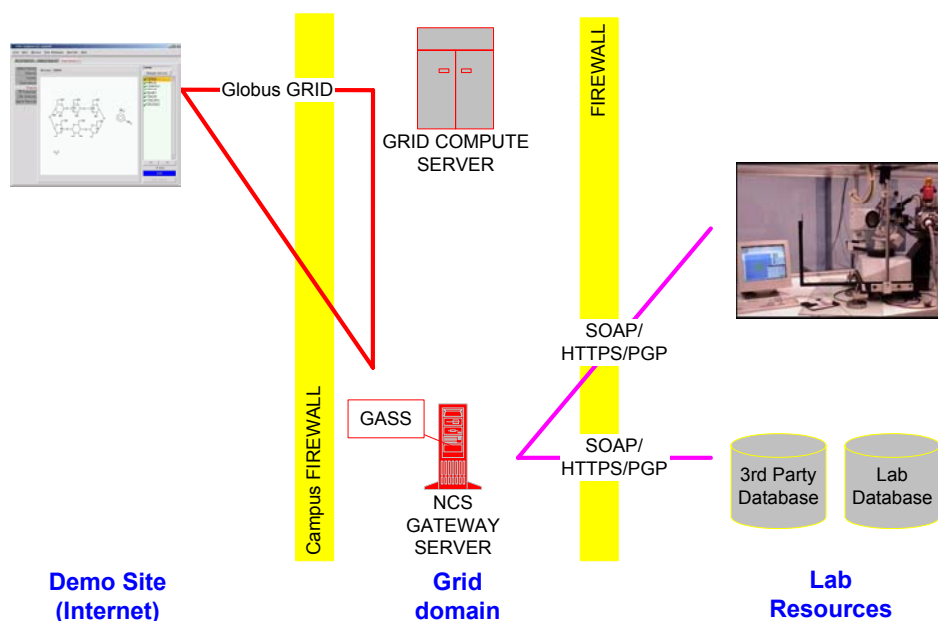 Globus GRID
GRID COMPUTE
SERVER
FIREWALL
SOAP/
HTTPS/PGP
Campus FIREWALL
GASS
SOAP/
HTTPS/PGP
NCS
GATEWAY
SERVER
3rd Party
Database
Lab
Database
Demo Site
(Internet)
Grid
domain
Lab
Resources